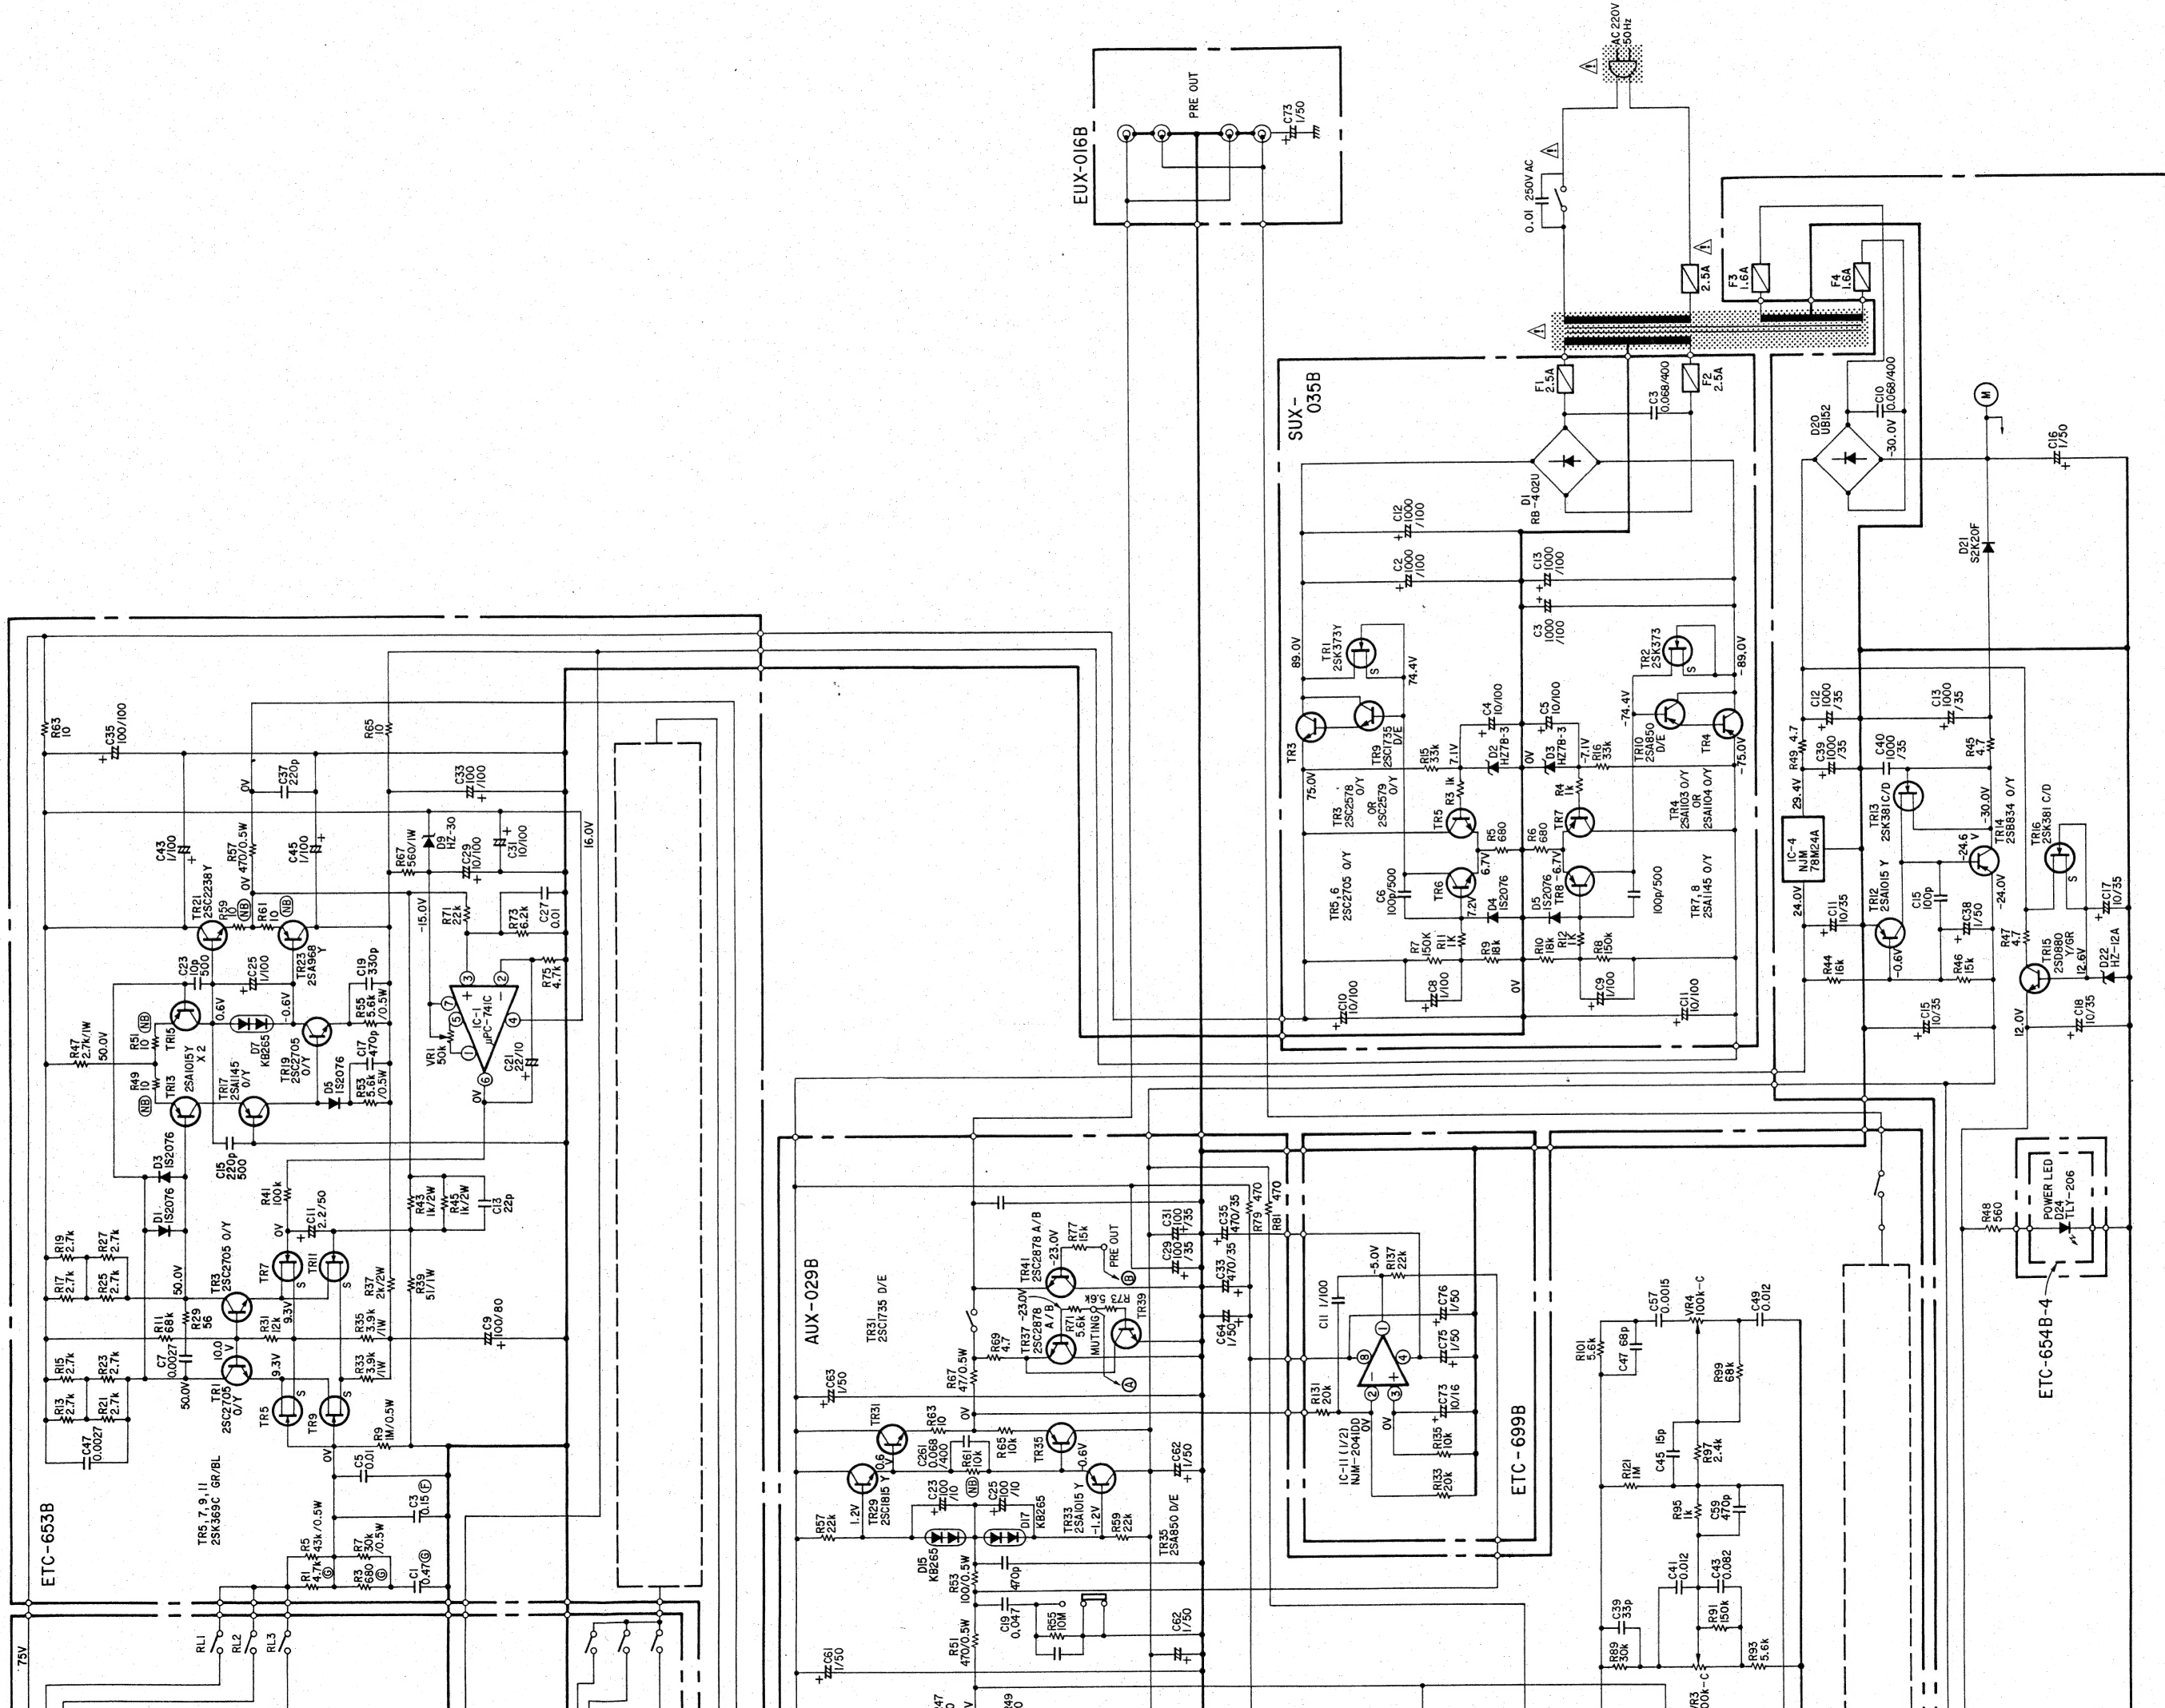 AC 220V
50Hz
EUX-016B
PRE OUT
C73
1/50
0.01 250V AC
2.5A
F3
1.6A
F4
1.6A
SUX-
035B
F1
2.5A
F2
2.5A
C3
0.068/400
D1
RB-402U
C12
1000
/100
C2
1000
/100
C13
1000
/100
C3
1000
/100
89.0V
TR1
2SK373Y
S
74.4V
TR2
2SK373
S
-89.0V
-74.4V
TR3
TR9
2SC1735
D/E
TR10
2SA850
D/E
TR4
75.0V
-75.0V
R15
33k
7.1V
C4
10/100
D2
HZ7B-3
0V
C5
10/100
D3
HZ7B-3
-7.1V
R16
33k
TR3
2SC2578 O/Y
OR
2SC2579 O/Y
TR4
2SA1103 O/Y
OR
2SA1104 O/Y
R3 1k
R4
1k
TR5
TR7
R5
680
R6
680
6.7V
-6.7V
TR6
TR8
TR5,6
2SC2705 O/Y
TR7,8
2SA1145 O/Y
C6
100p/500
100p/500
7.2V
D4
1S2076
D5
1S2076
R7
150K
R11
1K
R9
18k
R10
18k
R12
1K
R8
150k
C8
1/100
C9
1/100
0V
C10
10/100
C11
10/100
D20
UB152
C10
0.068/400
-30.0V
M
C16
1/50
D21
S2K20F
C12
1000
/35
C13
1000
/35
R49 4.7
C39
1000
/35
C40
1000
/35
R45
4.7
29.4V
IC-4
NJM
78M24A
24.0V
TR13
2SK381 C/D
-30.0V
-24.6
V
TR14
2SB834 O/Y
TR16
2SK381 C/D
S
C11
10/35
TR12
2SA1015 Y
-0.6V
C15
100p
C38
1/50
-24.0V
R44
16k
R46
15k
R47
4.7
TR15
2SD880
Y/GR
12.6V
D22
HZ-12A
C17
10/35
C15
10/35
12.0V
C18
10/35
R48
560
POWER LED
D24
TLY-206
ETC-654B-4
ETC-653B
R63
10
C35
100/100
R65
10
C43
1/100
0V
C37
220p
R57
470/0.5W
C45
1/100
C33
100
/100
R67
560/1W
D9
HZ-30
C29
10/100
C31
10/100
16.0V
TR21
2SC2238Y
R59
10
NB
0V
R61
10
NB
TR23
2SA968
Y
-15.0V
R71
22k
R73
6.2k
C27
0.01
R75
4.7k
C23
10p
500
C25
1/100
C19
330p
R55
5.6k
/0.5W
R47
2.7k/1W
50.0V
R51
10
NB
TR15
0.6V
-0.6V
D7
KB265
TR19
2SC2705
O/Y
C17
470p
R53
5.6k
/0.5W
D5
1S2076
R49
10
NB
TR13
2SA1015Y
X 2
TR17
2SA1145
O/Y
IC-1
μPC-741C
VR1
50k
C21
22/10
0V
D3
1S2076
D1
1S2076
C15
220p
500
R41
100k
C11
2.2/50
0V
R43
1k/2W
R45
1k/2W
C13
22p
R19
2.7k
R27
2.7k
R17
2.7k
R25
2.7k
50.0V
TR3
2SC2705 O/Y
TR7
S
TR11
S
R11
68k
R29
56
R31
12k
9.3V
R37
2k/2W
R39
51/1W
R35
3.9k
/1W
C9
100/80
R15
2.7k
R23
2.7k
C7
0.0027
10.0
V
9.3V
R33
3.9k
/1W
50.0V
R13
2.7k
R21
2.7k
TR1
2SC2705
O/Y
TR5
S
TR9
S
R9
1M/0.5W
C47
0.0027
TR5,7,9,11
2SK369C GR/BL
0V
C5
0.01
C3
0.15 F
R5
43k/0.5W
R7
30k
/0.5W
R1
4.7k
G
R3
680
G
C1
0.47 G
RL1
RL2
RL3
75V
AUX-029B
TR31
2SC1735 D/E
TR41
2SC2878 A/B
-23.0V
R77
15k
PRE OUT
B
C29
100
/35
C31
100
/35
C35
470/35
C33
470/35
R79
470
R81
470
R69
4.7
TR37
2SC2878
A/B
-23.0V
R71
5.6k
R73 5.6k
MUTING
TR39
A
C64
1/50
R67
47/0.5W
C63
1/50
0V
TR31
R63
10
C261
0.068
/400
R65
10k
R61
10k
NB
TR35
-0.6V
C62
1/50
0.6
V
TR29
2SC1815 Y
C23
100
/10
C25
100
/10
TR33
2SA1015 Y
-1.2V
R57
22k
1.2V
D17
KB265
R59
22k
TR35
2SA850 D/E
D15
KB265
R53
100/0.5W
470p
C19
0.047
R55
10M
C62
1/50
R51
470/0.5W
C61
1/50
ETC-699B
C11 1/100
-5.0V
R137
22k
C76
1/50
C75
1/50
R131
20k
0V
0V
C73
10/16
IC-11 (1/2)
NJM-2041DD
R135
10k
R133
20k
R101
5.6k
C47 68p
C57
0.0015
VR4
100k-C
C49
0.012
R99
68k
R121
1M
C45 15p
R97
2.4k
R95
1k
C59
470p
C41
0.012
C43
0.082
C39
33p
R89
30k
R91
150k
R93
5.6k